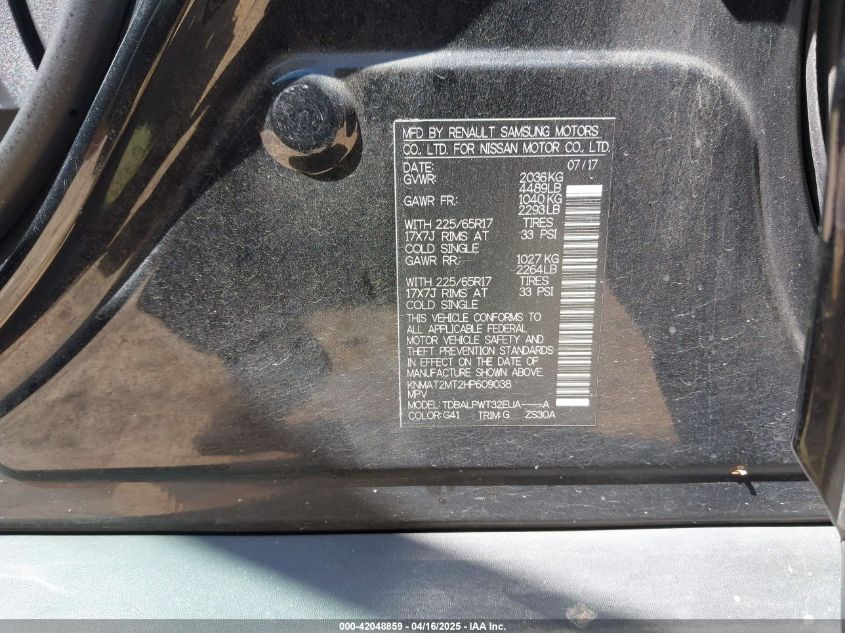 MFD BY RENAULT SAMSUNG MOTORS
CO., LTD. FOR NISSAN MOTOR CO., LTD
DATE: 07/17
GVWR: 2036KG
4489LB
GAWR FR: 1040KG
2293LB
WITH 225/65R17 TIRES
17X7J RIMS AT 33 PSI
COLD SINGLE
GAWR RR: 1027 KG
2264LB
WITH 225/65R17 TIRES
17X7J RIMS AT 33 PSI
COLD SINGLE
THIS VEHICLE CONFORMS TO
ALL APPLICABLE FEDERAL
MOTOR VEHICLE SAFETY AND
THEFT PREVENTION STANDARDS
IN EFFECT ON THE DATE OF
MANUFACTURE SHOWN ABOVE.
KNMAT2MT2HP609038
MPV
MODEL: TDBALPWT32EUA----A
COLOR: G41 TRIM: G ZS30A
000-42048859 - 04/16/2025 - IAA Inc.